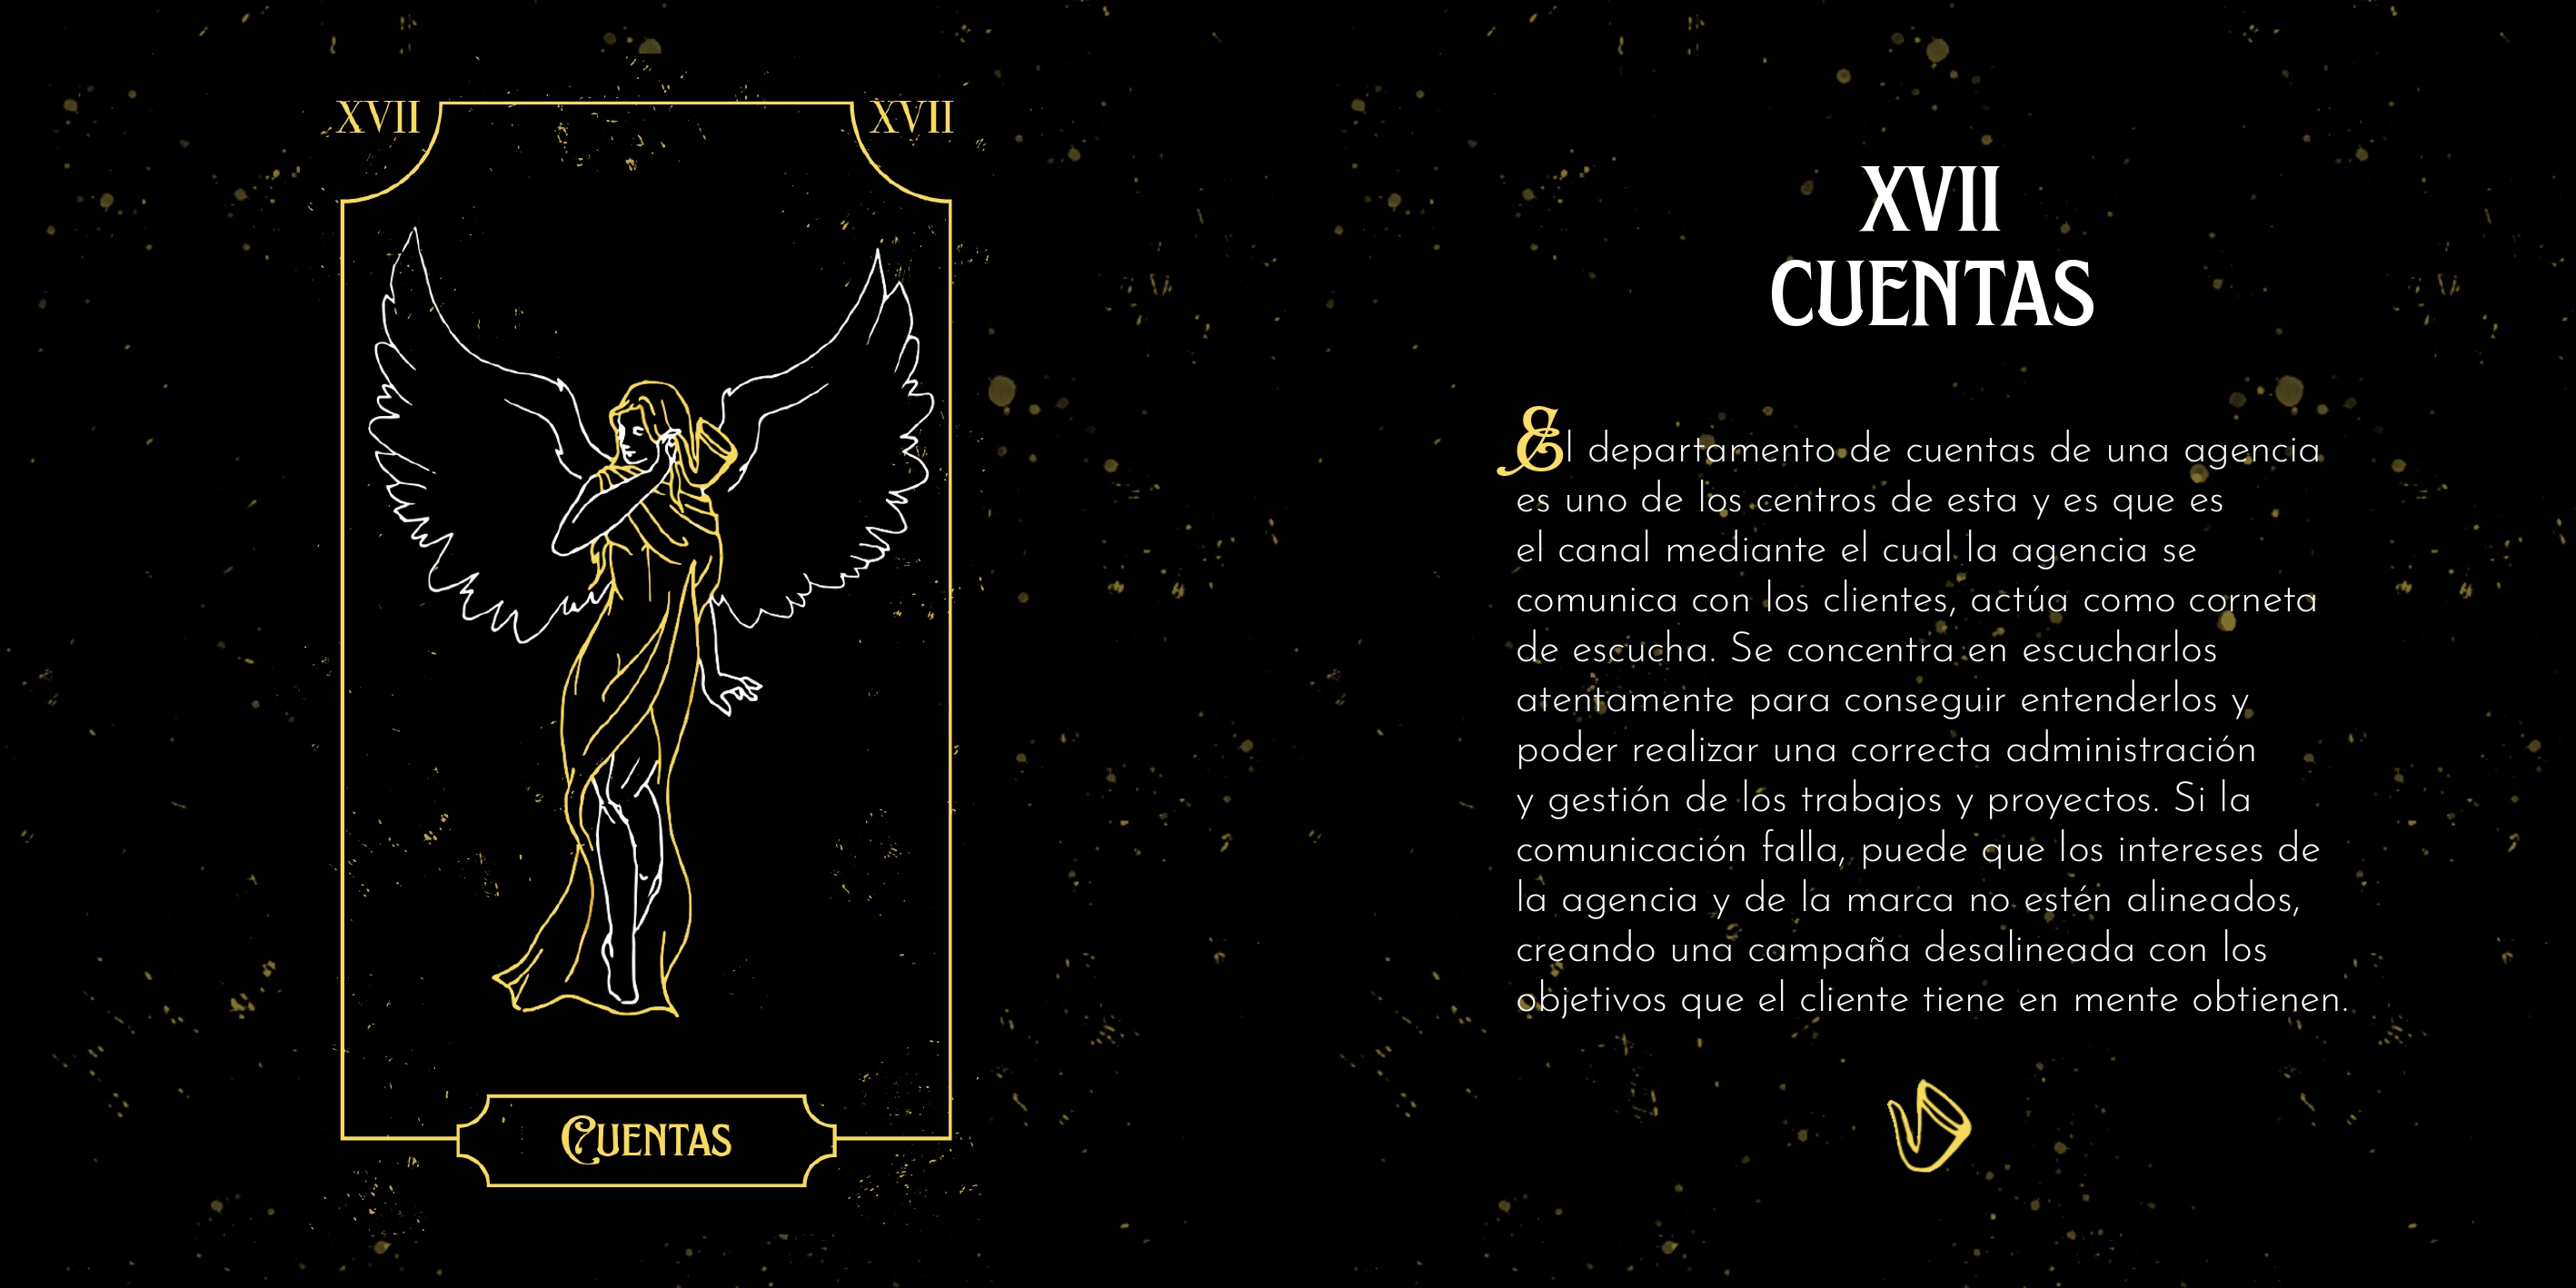 XVII XVII
CUENTAS
XVII
CUENTAS
El departamento de cuentas de una agencia
es uno de los centros de esta y es que es
el canal mediante el cual la agencia se
comunica con los clientes, actúa como corneta
de escucha. Se concentra en escucharlos
atentamente para conseguir entenderlos y
poder realizar una correcta administración
y gestión de los trabajos y proyectos. Si la
comunicación falla, puede que los intereses de
la agencia y de la marca no estén alineados,
creando una campaña desalineada con los
objetivos que el cliente tiene en mente obtienen.